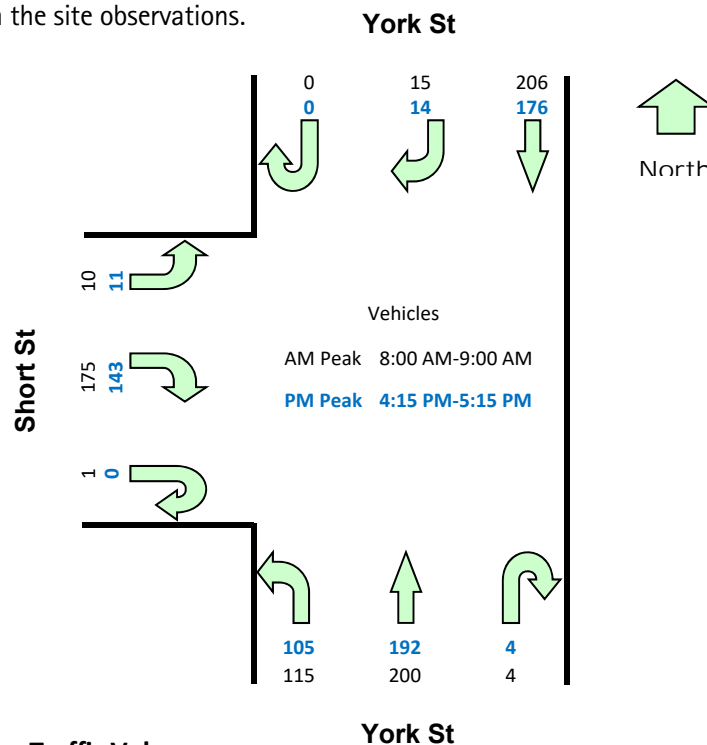 the site observations.
York St
0 15 206
0 14 176
North
10
11
Vehicles
AM Peak 8:00 AM-9:00 AM
PM Peak 4:15 PM-5:15 PM
Short St
175
143
1
0
105 192 4
115 200 4
York St